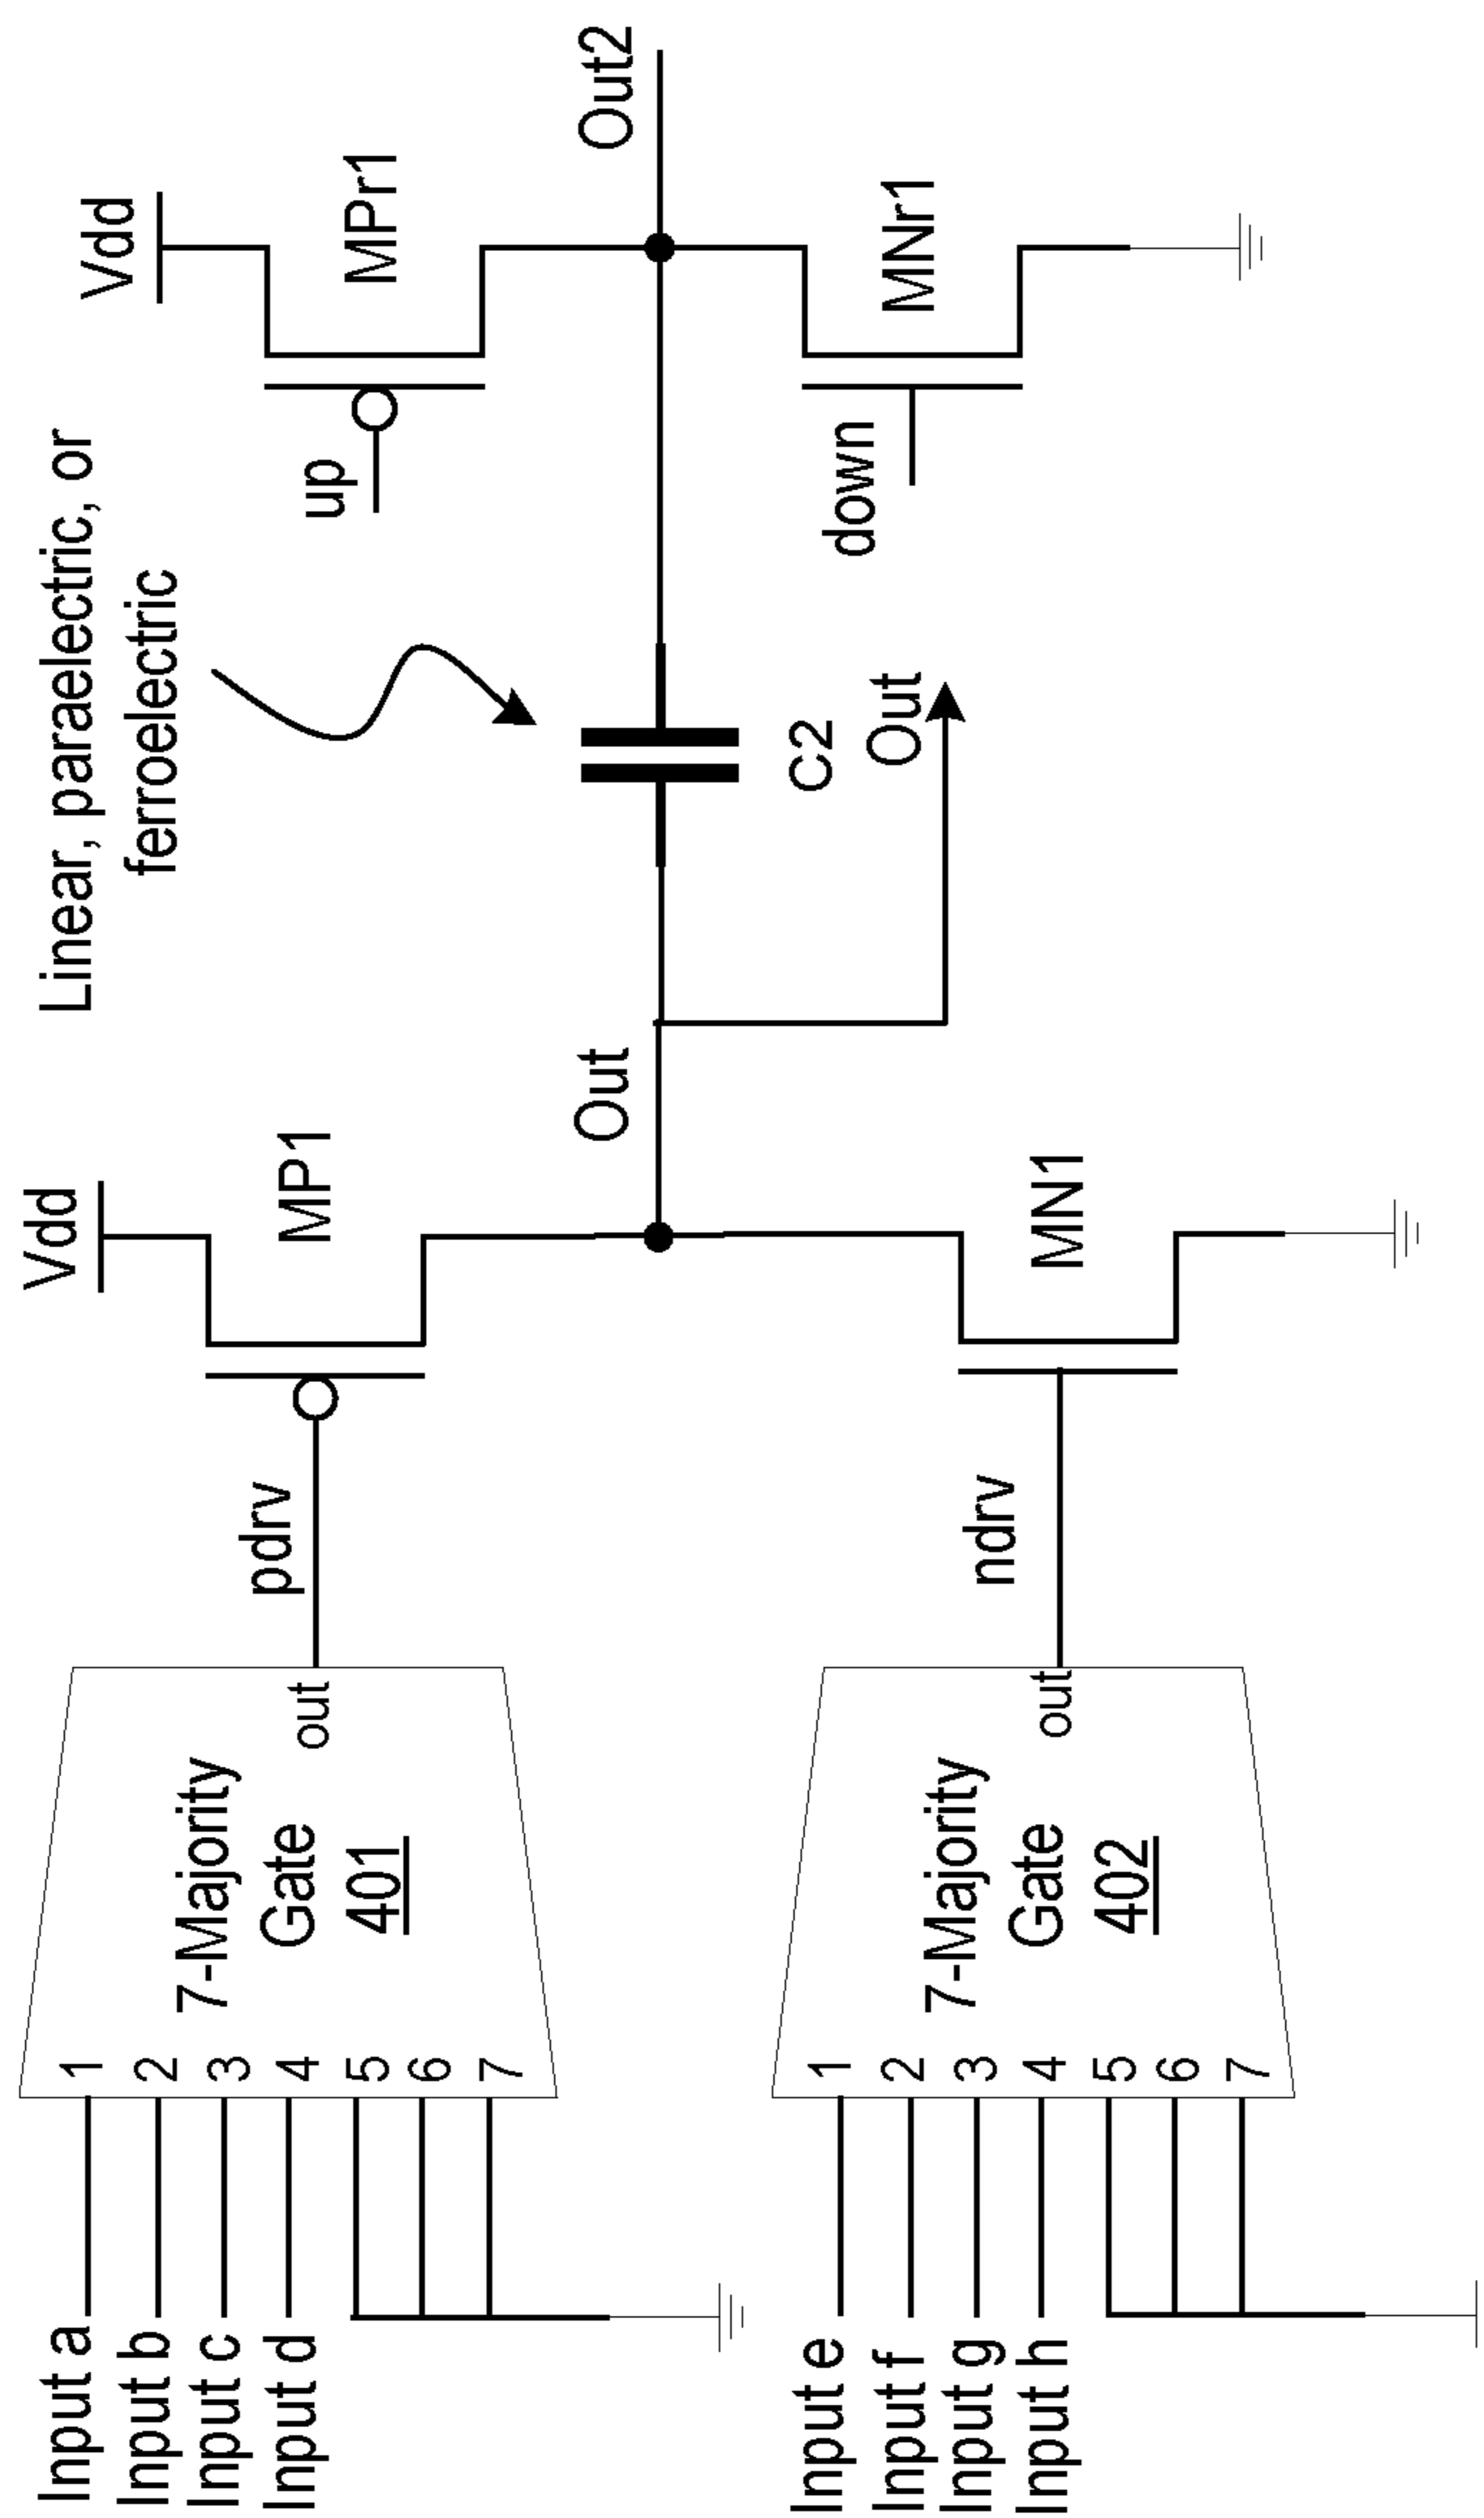 Input a
Input b
Input c
Input d
1
2
3
4
5
6
7
7-Majority
Gate
401
out
pdrv
Vdd
MP1
Out
Linear, paraelectric, or
ferroelectric
C2
Out
up
Vdd
MPr1
Out2
down
MNr1
Input e
Input f
Input g
Input h
1
2
3
4
5
6
7
7-Majority
Gate
402
out
ndrv
MN1